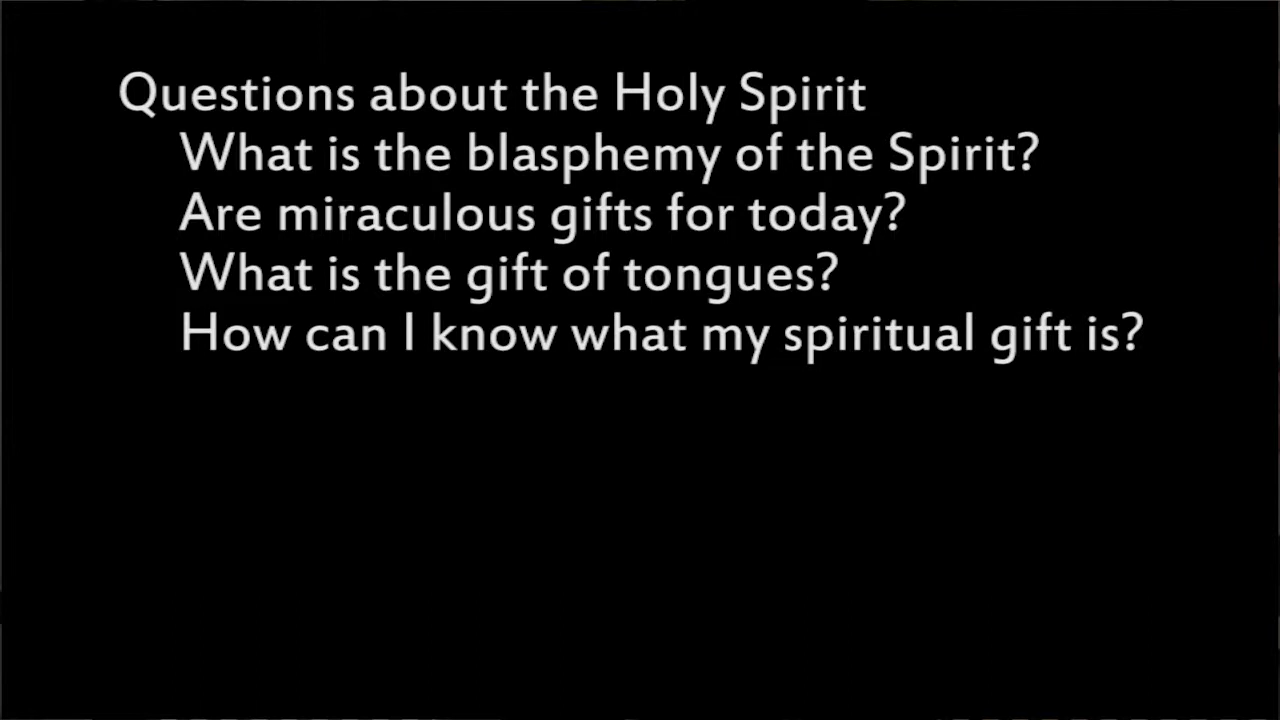 Questions about the Holy Spirit
What is the blasphemy of the Spirit?
Are miraculous gifts for today?
What is the gift of tongues?
How can I know what my spiritual gift is?